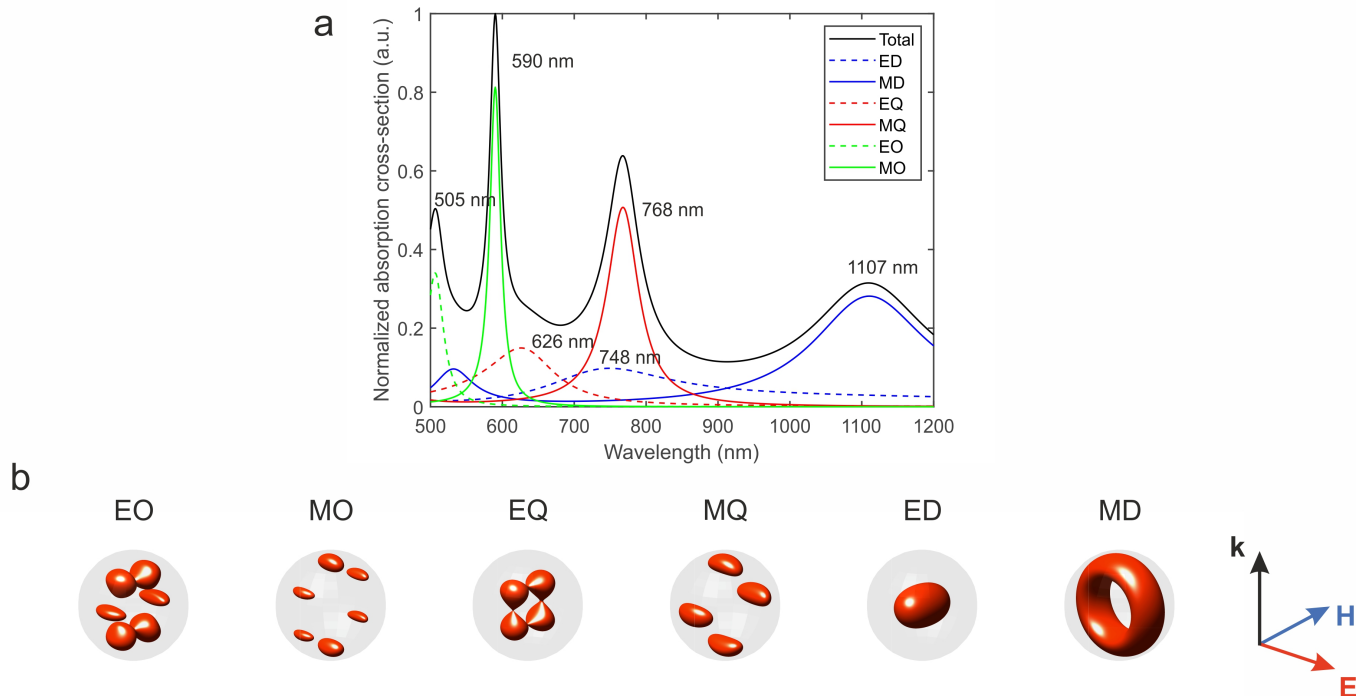 a
Normalized absorption cross-section (a.u.)
1
0.8
0.6
0.4
0.2
0
500
600
700
800
900
1000
1100
1200
Wavelength (nm)
590 nm
505 nm
768 nm
1107 nm
626 nm
748 nm
Total
ED
MD
EQ
MQ
EO
MO
b
EO MO EQ MQ ED MD
k
H
E